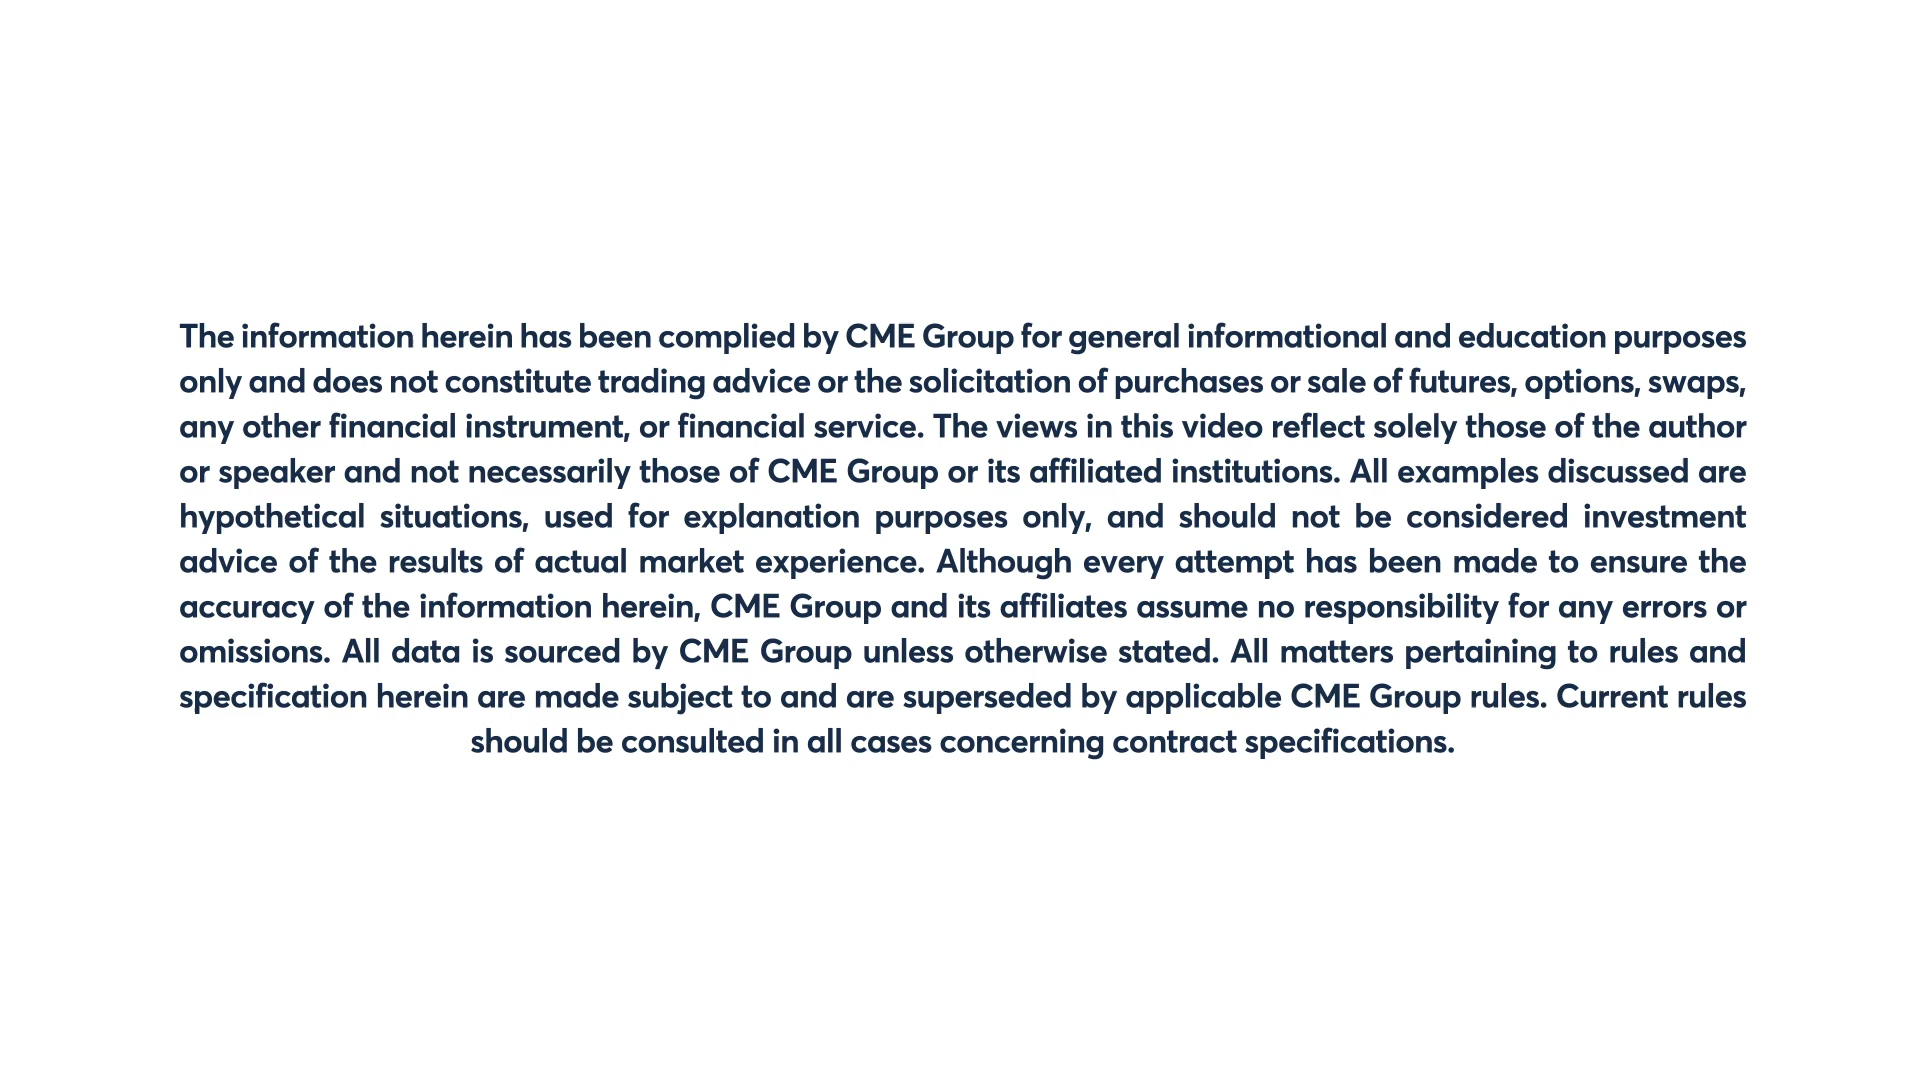 The information herein has been complied by CME Group for general informational and education purposes
only and does not constitute trading advice or the solicitation of purchases or sale of futures, options, swaps,
any other financial instrument, or financial service. The views in this video reflect solely those of the author
or speaker and not necessarily those of CME Group or its affiliated institutions. All examples discussed are
hypothetical situations, used for explanation purposes only, and should not be considered investment
advice of the results of actual market experience. Although every attempt has been made to ensure the
accuracy of the information herein, CME Group and its affiliates assume no responsibility for any errors or
omissions. All data is sourced by CME Group unless otherwise stated. All matters pertaining to rules and
specification herein are made subject to and are superseded by applicable CME Group rules. Current rules
should be consulted in all cases concerning contract specifications.